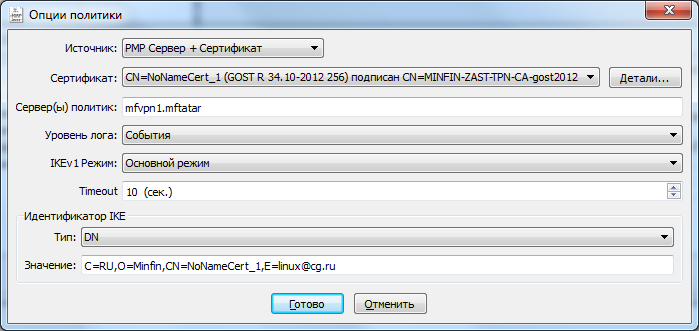 Опции политики
Источник: PMP Сервер + Сертификат
Сертификат: CN=NoNameCert_1 (GOST R 34.10-2012 256) подписан CN=MINFIN-ZAST-TPN-CA-gost2012 Детали...
Сервер(ы) политик: mfvpn1.mftatar
Уровень лога: События
IKEv1 Режим: Основной режим
Timeout 10 (сек.)
Идентификатор IKE
Тип: DN
Значение: C=RU,O=Minfin,CN=NoNameCert_1,E=linux@cg.ru
Готово Отменить